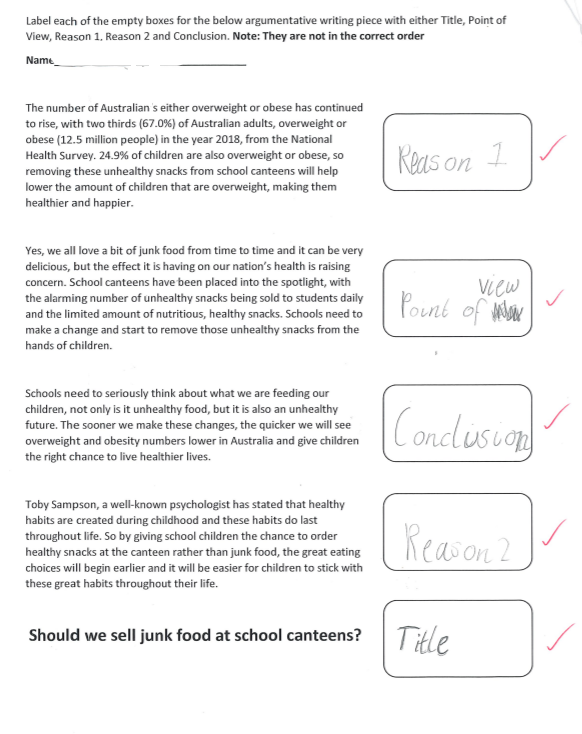 Label each of the empty boxes for the below argumentative writing piece with either Title, Point of
View, Reason 1, Reason 2 and Conclusion. Note: They are not in the correct order
Name
The number of Australian's either overweight or obese has continued
to rise, with two thirds (67.0%) of Australian adults, overweight or
obese (12.5 million people) in the year 2018, from the National
Health Survey. 24.9% of children are also overweight or obese, so
removing these unhealthy snacks from school canteens will help
lower the amount of children that are overweight, making them
healthier and happier.
Reason 1
Yes, we all love a bit of junk food from time to time and it can be very
delicious, but the effect it is having on our nation's health is raising
concern. School canteens have been placed into the spotlight, with
the alarming number of unhealthy snacks being sold to students daily
and the limited amount of nutritious, healthy snacks. Schools need to
make a change and start to remove those unhealthy snacks from the
hands of children.
view
Point of
Schools need to seriously think about what we are feeding our
children, not only is it unhealthy food, but it is also an unhealthy
future. The sooner we make these changes, the quicker we will see
overweight and obesity numbers lower in Australia and give children
the right chance to live healthier lives.
Conclusion
Toby Sampson, a well-known psychologist has stated that healthy
habits are created during childhood and these habits do last
throughout life. So by giving school children the chance to order
healthy snacks at the canteen rather than junk food, the great eating
choices will begin earlier and it will be easier for children to stick with
these great habits throughout their life.
Reason 2
Should we sell junk food at school canteens?
Title